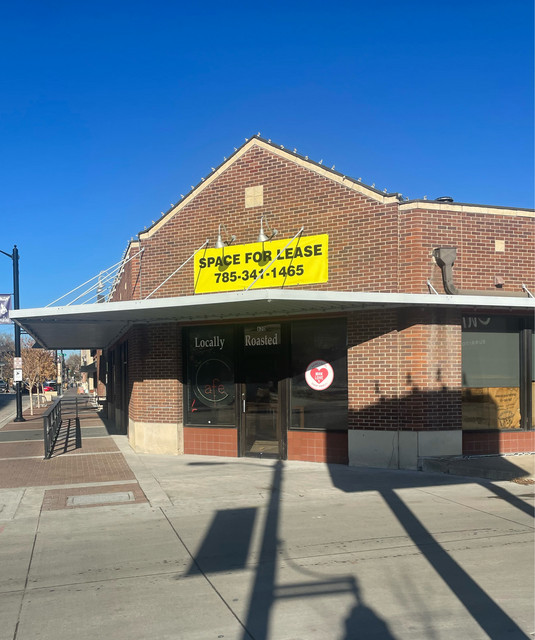 SPACE FOR LEASE
785-341-1465
Locally Roasted